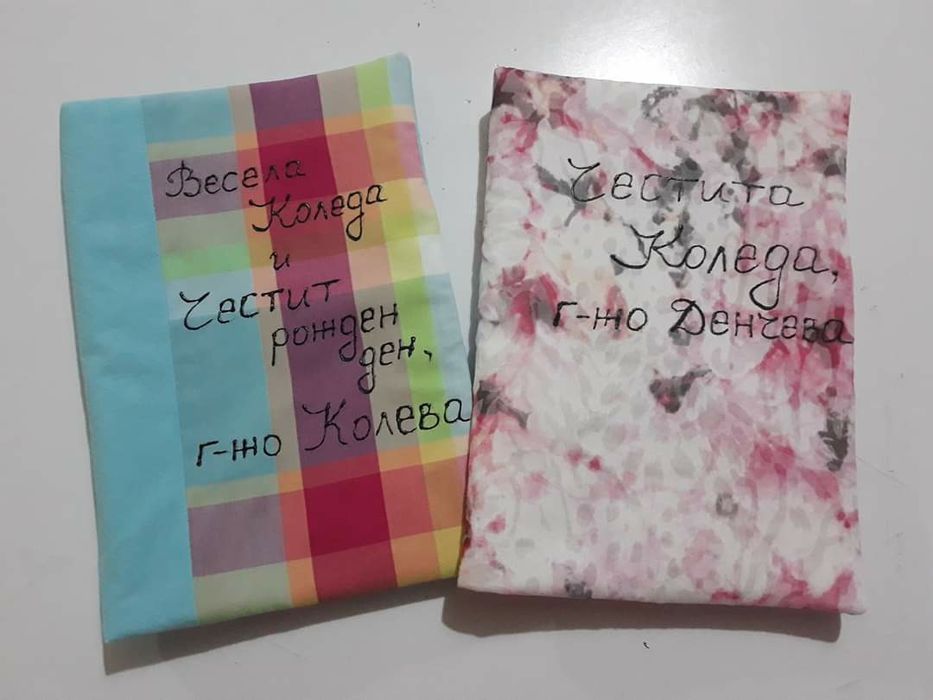 Весела
Коледа
и
Честит
рожден
ден,
г-жо Колева
Честита
Коледа,
г-жо Денчева